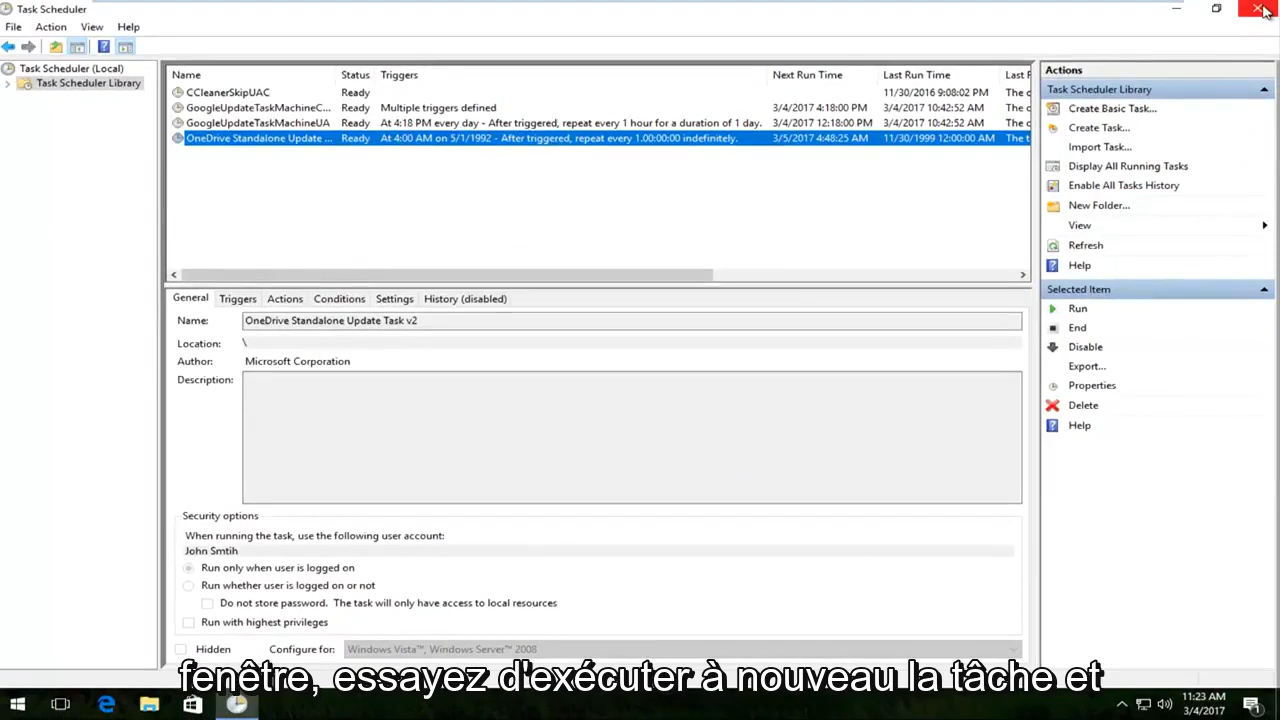 Task Scheduler
File Action View Help
Task Scheduler (Local)
Task Scheduler Library
Name Status Triggers Next Run Time Last Run Time Last R
CCleanerSkipUAC Ready 11/30/2016 9:08:02 PM The o
GoogleUpdateTaskMachineC... Ready Multiple triggers defined 3/4/2017 4:18:00 PM 3/4/2017 10:42:52 AM The o
GoogleUpdateTaskMachineUA Ready At 4:18 PM every day - After triggered, repeat every 1 hour for a duration of 1 day. 3/4/2017 12:18:00 PM 3/4/2017 10:42:52 AM The o
OneDrive Standalone Update ... Ready At 4:00 AM on 5/1/1992 - After triggered, repeat every 1.00:00:00 indefinitely. 3/5/2017 4:48:25 AM 11/30/1999 12:00:00 AM The t
General Triggers Actions Conditions Settings History (disabled)
Name: OneDrive Standalone Update Task v2
Location: \
Author: Microsoft Corporation
Description:
Security options
When running the task, use the following user account:
John Smtih
Run only when user is logged on
Run whether user is logged on or not
Do not store password. The task will only have access to local resources
Run with highest privileges
Hidden Configure for: Windows Vista™, Windows Server™ 2008
Actions
Task Scheduler Library
Create Basic Task...
Create Task...
Import Task...
Display All Running Tasks
Enable All Tasks History
New Folder...
View
Refresh
Help
Selected Item
Run
End
Disable
Export...
Properties
Delete
Help
fenêtre, essayez d'exécuter à nouveau la tâche et
11:23 AM
3/4/2017
1